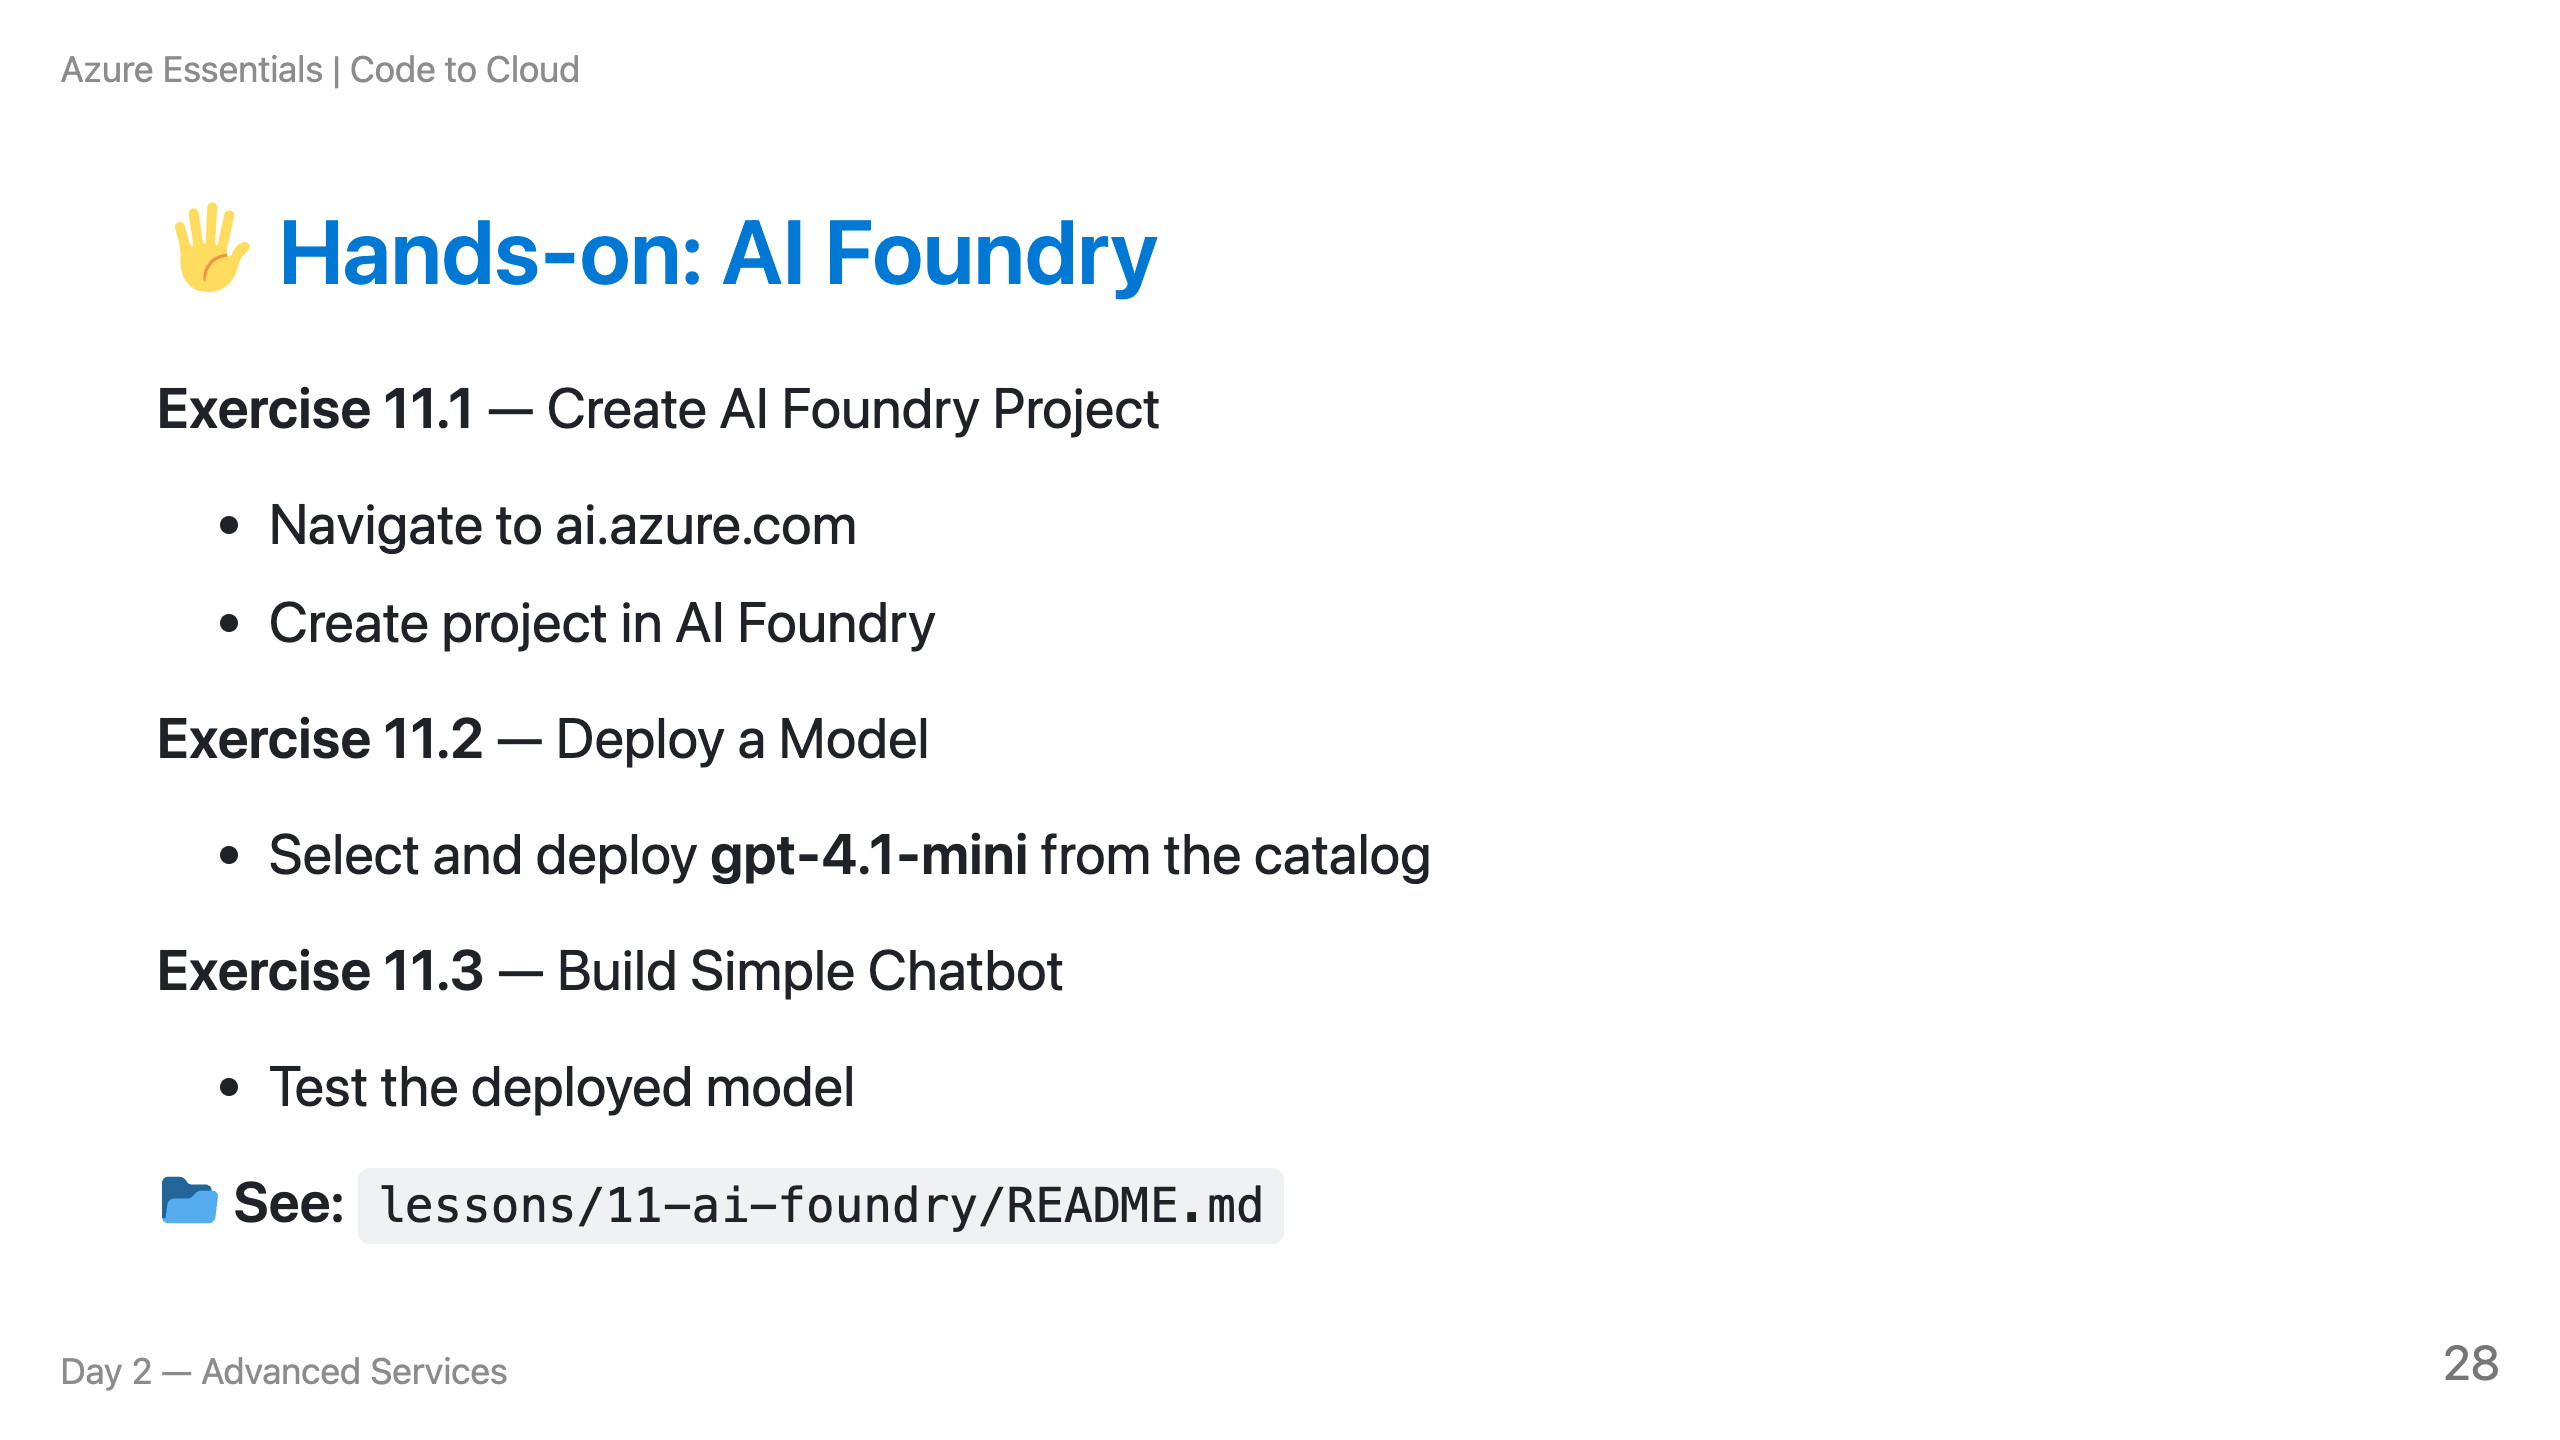 Azure Essentials | Code to Cloud
🖐️ Hands-on: AI Foundry
Exercise 11.1 — Create AI Foundry Project
• Navigate to ai.azure.com
• Create project in AI Foundry
Exercise 11.2 — Deploy a Model
• Select and deploy gpt-4.1-mini from the catalog
Exercise 11.3 — Build Simple Chatbot
• Test the deployed model
📂 See: lessons/11-ai-foundry/README.md
Day 2 — Advanced Services
28